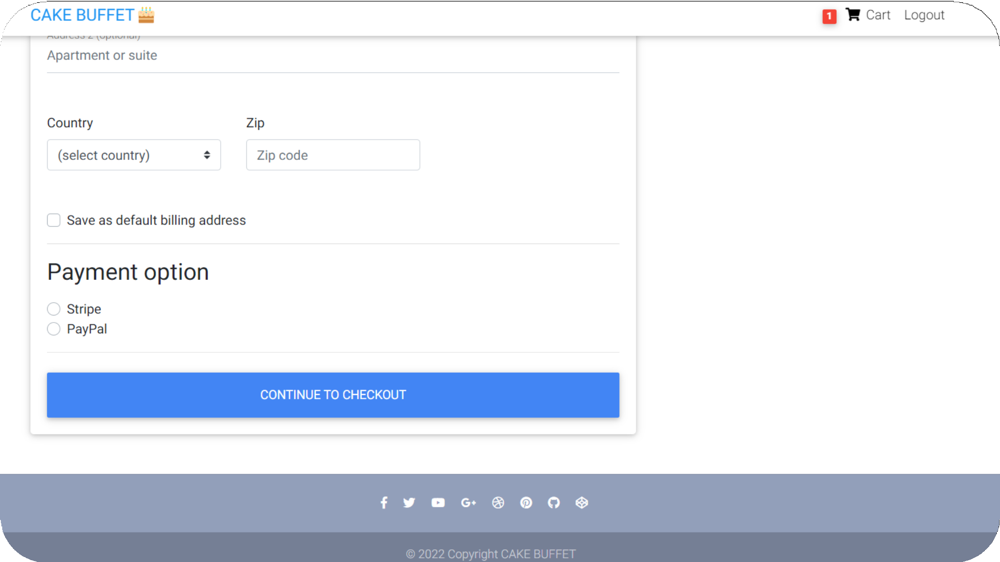 CAKE BUFFET
1 Cart Logout
Address 2 (optional)
Apartment or suite
Country Zip
(select country) Zip code
Save as default billing address
Payment option
Stripe
PayPal
CONTINUE TO CHECKOUT
© 2022 Copyright CAKE BUFFET